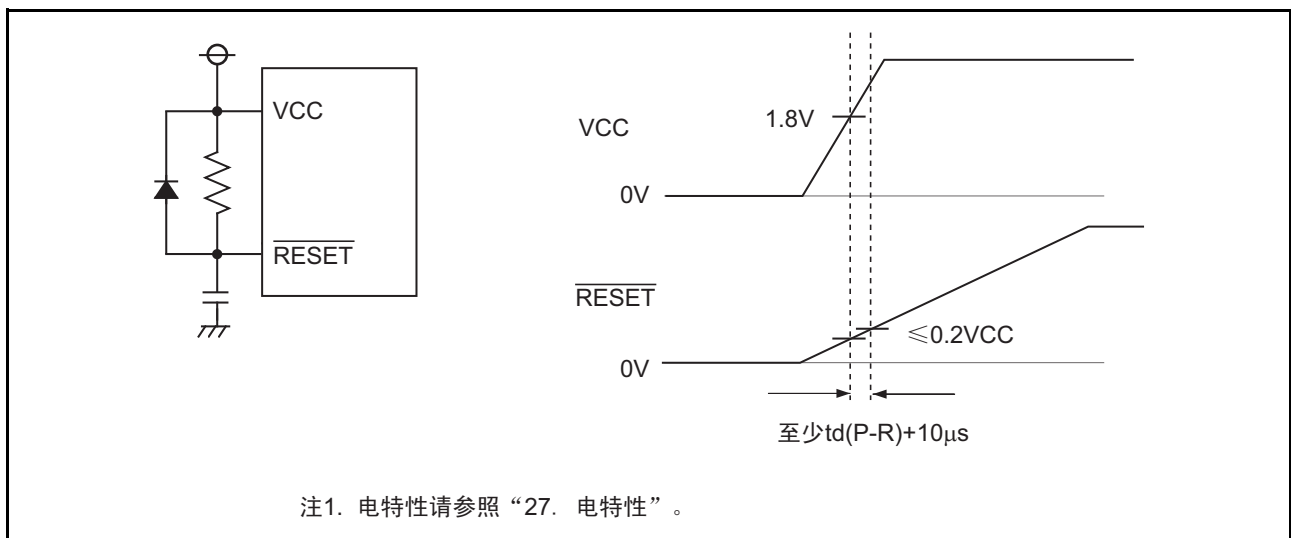 VCC
RESET
VCC
1.8V
0V
RESET
≤0.2VCC
0V
至少td(P-R)+10μs
注1. 电特性请参照“27. 电特性”。